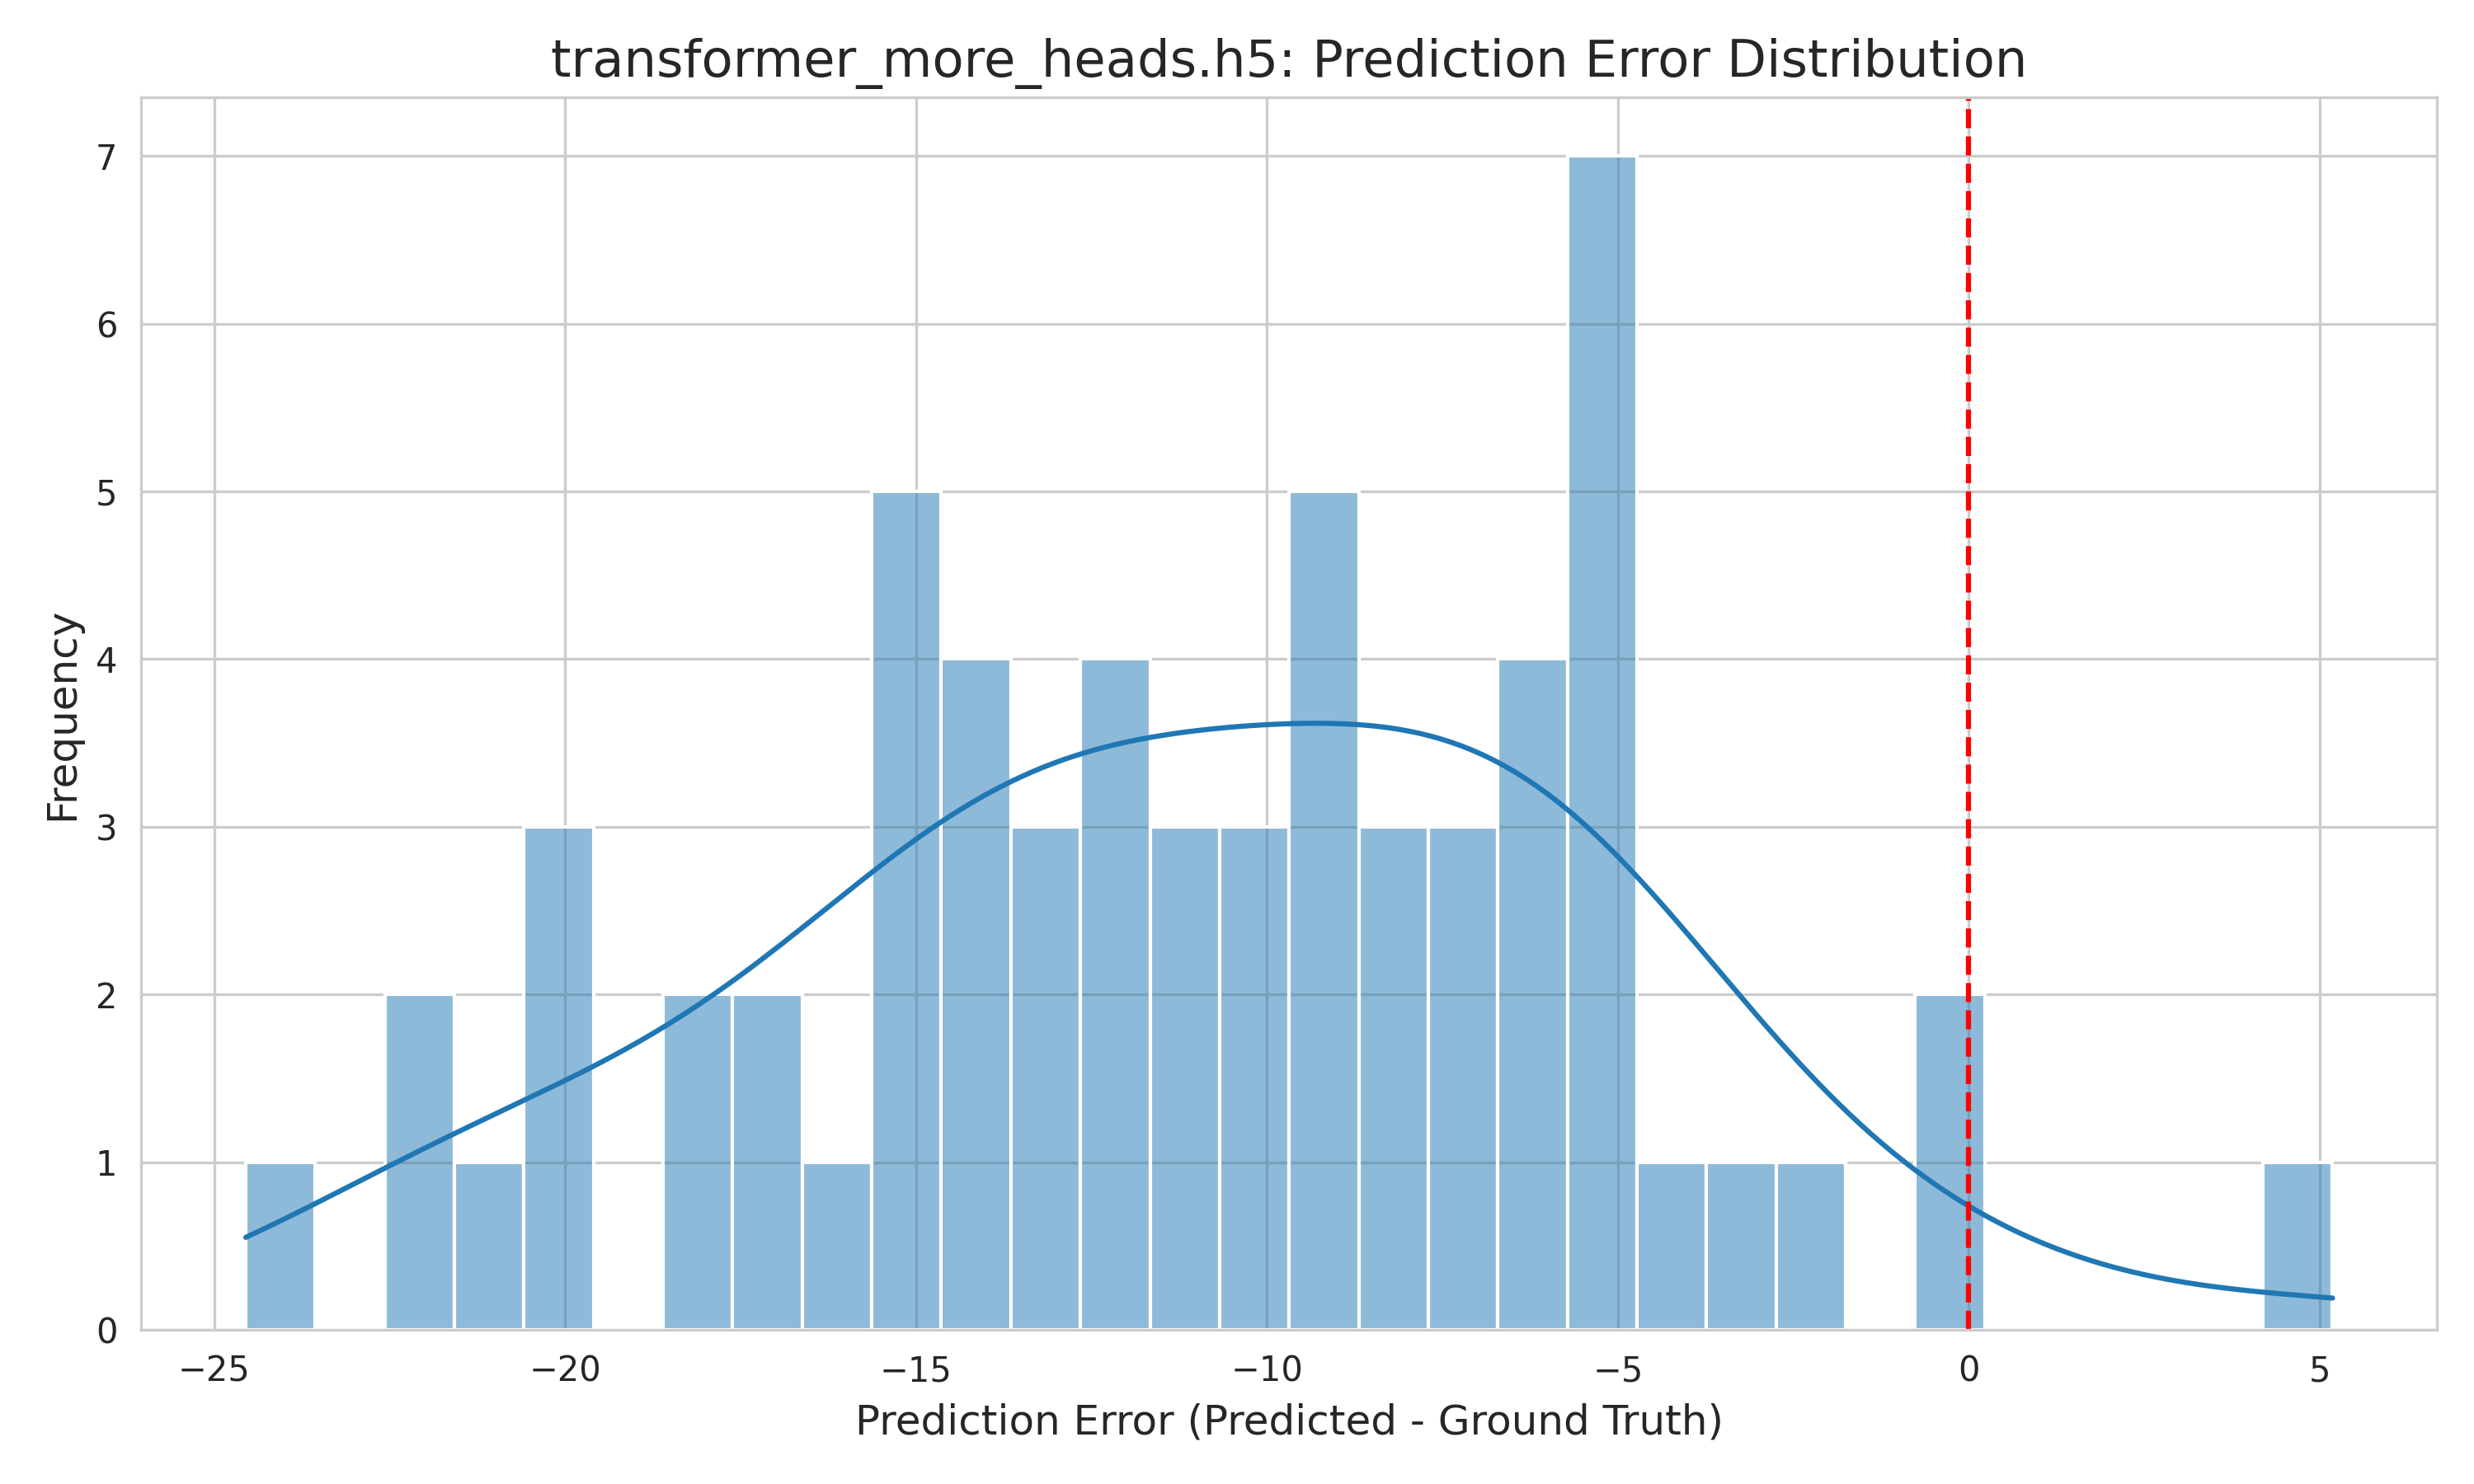 transformer_more_heads.h5: Prediction Error Distribution
Frequency
7
6
5
4
3
2
1
0
−25 −20 −15 −10 −5 0 5
Prediction Error (Predicted - Ground Truth)